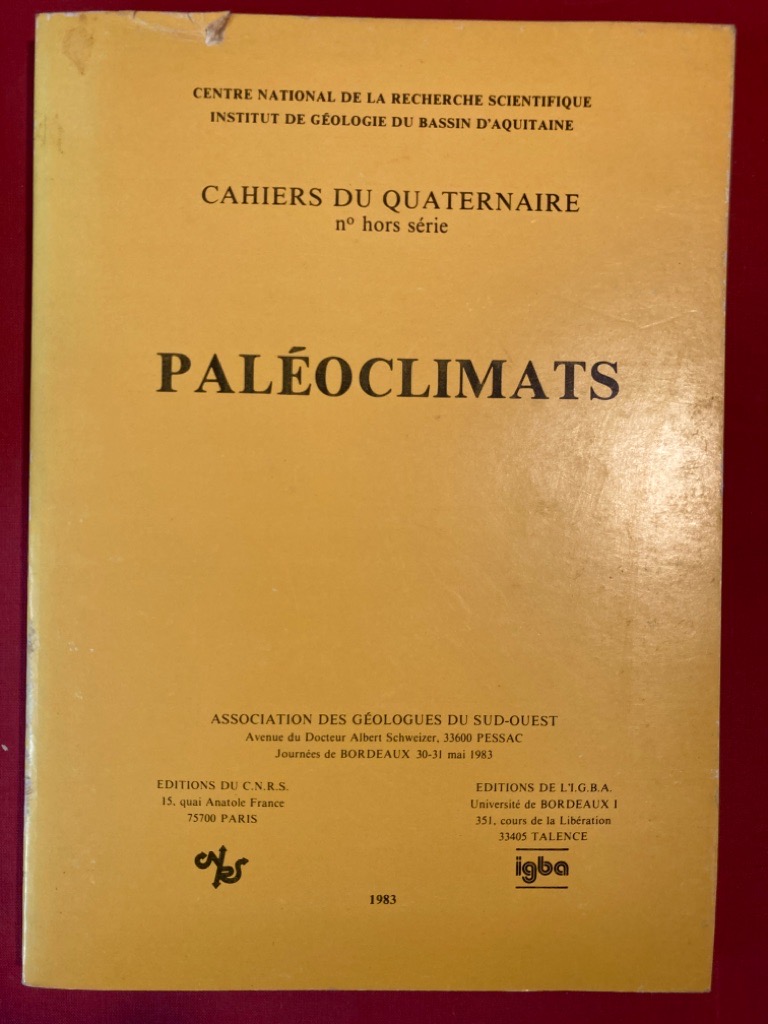 CENTRE NATIONAL DE LA RECHERCHE SCIENTIFIQUE
INSTITUT DE GÉOLOGIE DU BASSIN D'AQUITAINE
CAHIERS DU QUATERNAIRE
nº hors série
PALÉOCLIMATS
ASSOCIATION DES GÉOLOGUES DU SUD-OUEST
Avenue du Docteur Albert Schweizer, 33600 PESSAC
Journées de BORDEAUX 30-31 mai 1983
EDITIONS DU C.N.R.S.
15, quai Anatole France
75700 PARIS
CNRS
EDITIONS DE L'I.G.B.A.
Université de BORDEAUX I
351, cours de la Libération
33405 TALENCE
igba
1983